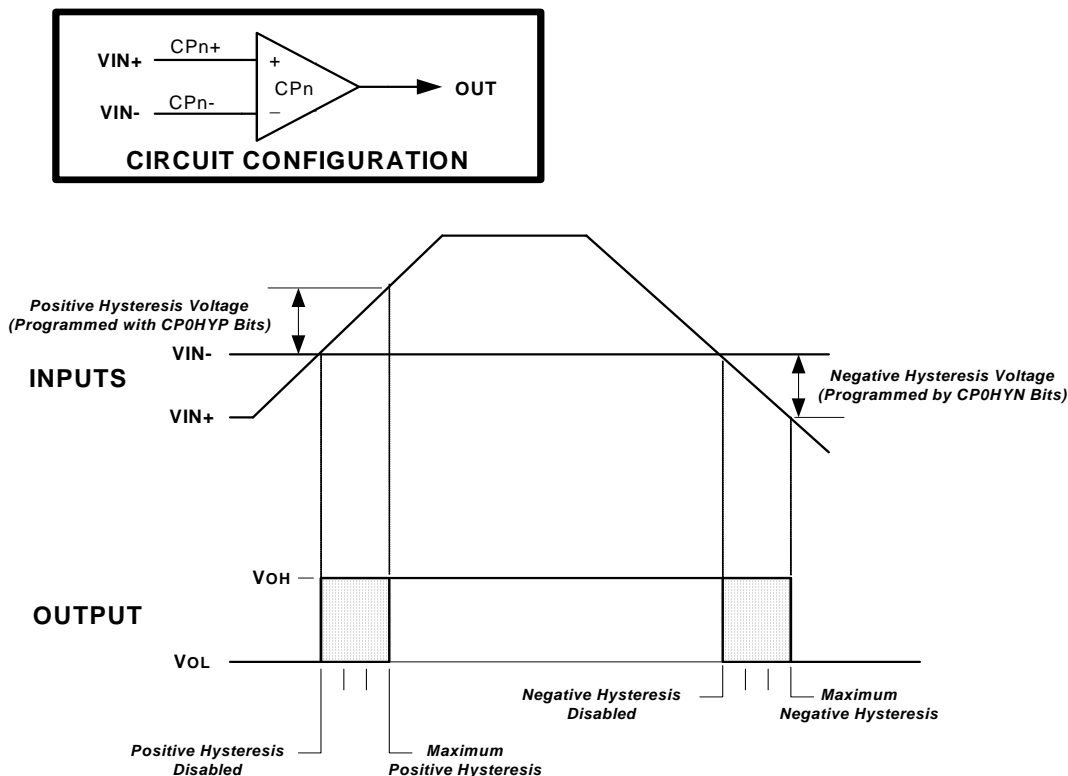 VIN+
CPn+
+
CPn
OUT
VIN-
CPn-
−
CIRCUIT CONFIGURATION
Positive Hysteresis Voltage
(Programmed with CP0HYP Bits)
VIN-
INPUTS
VIN+
Negative Hysteresis Voltage
(Programmed by CP0HYN Bits)
VOH
OUTPUT
VOL
Negative Hysteresis
Disabled
Maximum
Negative Hysteresis
Positive Hysteresis
Disabled
Maximum
Positive Hysteresis